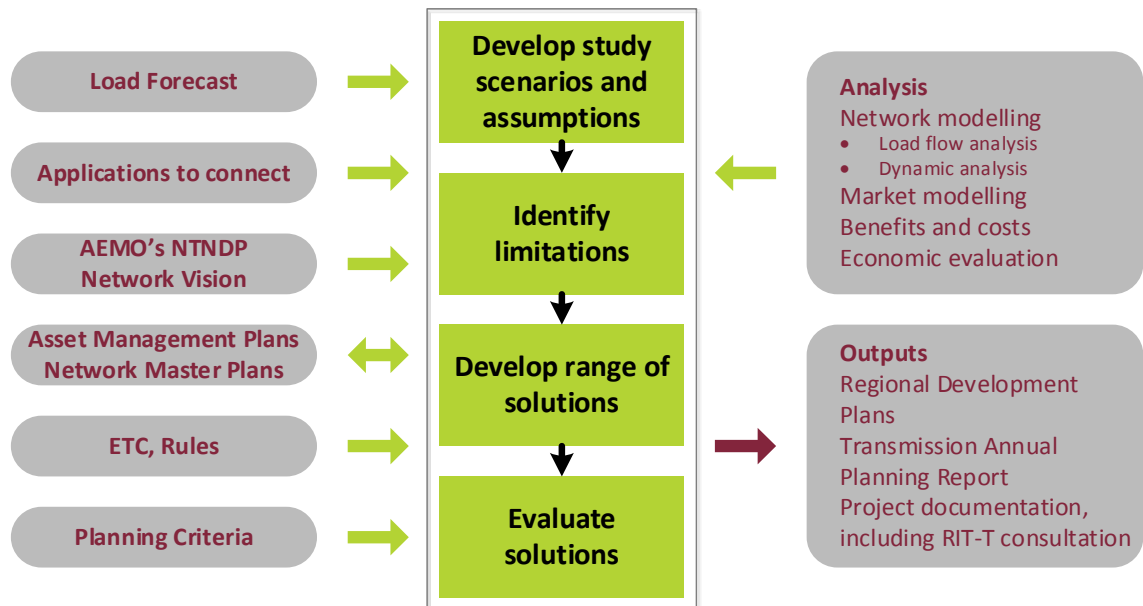 Load Forecast
Applications to connect
AEMO's NTNDP
Network Vision
Asset Management Plans
Network Master Plans
ETC, Rules
Planning Criteria
Develop study
scenarios and
assumptions
Identify
limitations
Develop range of
solutions
Evaluate
solutions
Analysis
Network modelling
• Load flow analysis
• Dynamic analysis
Market modelling
Benefits and costs
Economic evaluation
Outputs
Regional Development
Plans
Transmission Annual
Planning Report
Project documentation,
including RIT-T consultation